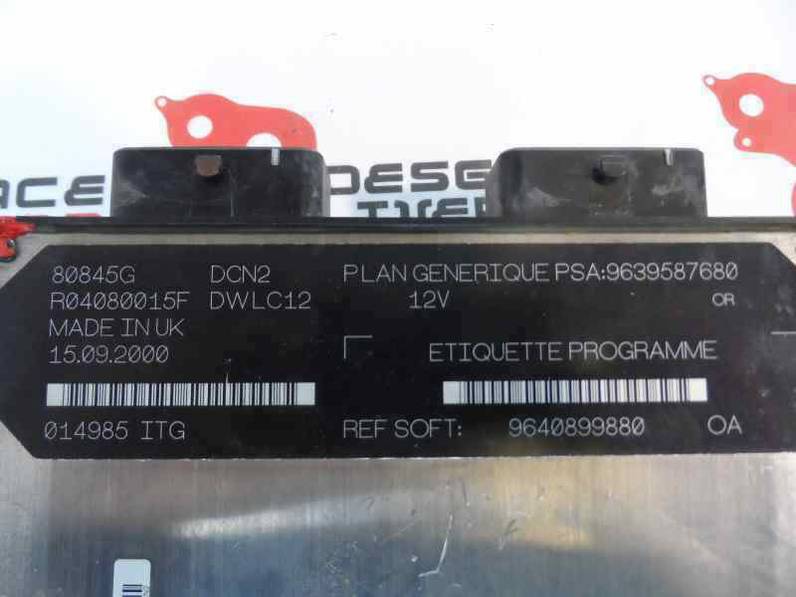 80845G DCN2 PLAN GENERIQUE PSA:9639587680
R04080015F DWLC12 12V OR
MADE IN UK
15.09.2000 ETIQUETTE PROGRAMME
014985 ITG REF SOFT: 9640899880 OA